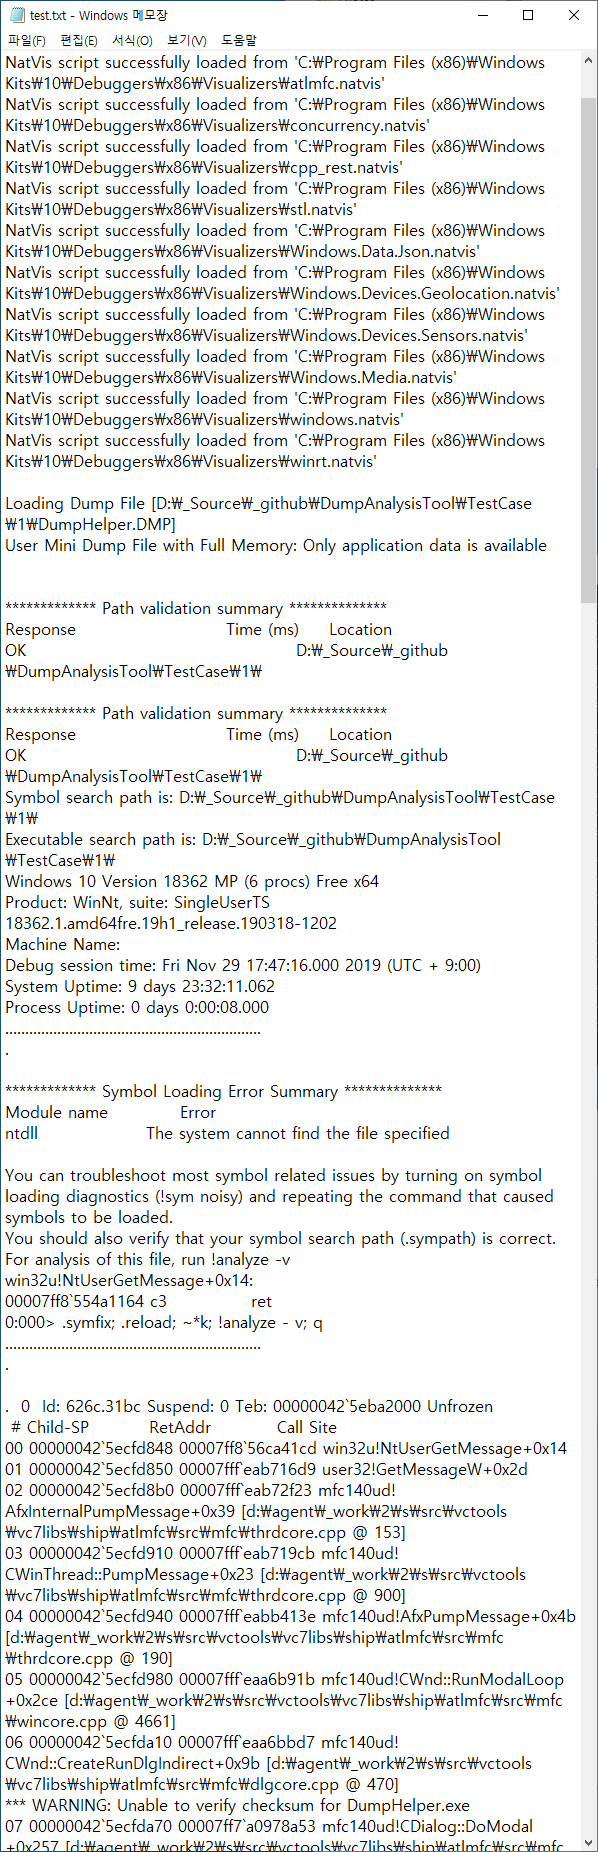 test.txt - Windows 메모장
파일(F) 편집(E) 서식(O) 보기(V) 도움말
NatVis script successfully loaded from 'C:₩Program Files (x86)₩Windows
Kits₩10₩Debuggers₩x86₩Visualizers₩atlmfc.natvis'
NatVis script successfully loaded from 'C:₩Program Files (x86)₩Windows
Kits₩10₩Debuggers₩x86₩Visualizers₩concurrency.natvis'
NatVis script successfully loaded from 'C:₩Program Files (x86)₩Windows
Kits₩10₩Debuggers₩x86₩Visualizers₩cpp_rest.natvis'
NatVis script successfully loaded from 'C:₩Program Files (x86)₩Windows
Kits₩10₩Debuggers₩x86₩Visualizers₩stl.natvis'
NatVis script successfully loaded from 'C:₩Program Files (x86)₩Windows
Kits₩10₩Debuggers₩x86₩Visualizers₩Windows.Data.Json.natvis'
NatVis script successfully loaded from 'C:₩Program Files (x86)₩Windows
Kits₩10₩Debuggers₩x86₩Visualizers₩Windows.Devices.Geolocation.natvis'
NatVis script successfully loaded from 'C:₩Program Files (x86)₩Windows
Kits₩10₩Debuggers₩x86₩Visualizers₩Windows.Devices.Sensors.natvis'
NatVis script successfully loaded from 'C:₩Program Files (x86)₩Windows
Kits₩10₩Debuggers₩x86₩Visualizers₩Windows.Media.natvis'
NatVis script successfully loaded from 'C:₩Program Files (x86)₩Windows
Kits₩10₩Debuggers₩x86₩Visualizers₩windows.natvis'
NatVis script successfully loaded from 'C:₩Program Files (x86)₩Windows
Kits₩10₩Debuggers₩x86₩Visualizers₩winrt.natvis'
Loading Dump File [D:₩_Source₩_github₩DumpAnalysisTool₩TestCase
₩1₩DumpHelper.DMP]
User Mini Dump File with Full Memory: Only application data is available
************* Path validation summary **************
Response Time (ms) Location
OK D:₩_Source₩_github
₩DumpAnalysisTool₩TestCase₩1₩
************* Path validation summary **************
Response Time (ms) Location
OK D:₩_Source₩_github
₩DumpAnalysisTool₩TestCase₩1₩
Symbol search path is: D:₩_Source₩_github₩DumpAnalysisTool₩TestCase
₩1₩
Executable search path is: D:₩_Source₩_github₩DumpAnalysisTool
₩TestCase₩1₩
Windows 10 Version 18362 MP (6 procs) Free x64
Product: WinNt, suite: SingleUserTS
18362.1.amd64fre.19h1_release.190318-1202
Machine Name:
Debug session time: Fri Nov 29 17:47:16.000 2019 (UTC + 9:00)
System Uptime: 9 days 23:32:11.062
Process Uptime: 0 days 0:00:08.000
................................................................
.
************* Symbol Loading Error Summary **************
Module name Error
ntdll The system cannot find the file specified
You can troubleshoot most symbol related issues by turning on symbol
loading diagnostics (!sym noisy) and repeating the command that caused
symbols to be loaded.
You should also verify that your symbol search path (.sympath) is correct.
For analysis of this file, run !analyze -v
win32u!NtUserGetMessage+0x14:
00007ff8`554a1164 c3 ret
0:000> .symfix; .reload; ~*k; !analyze - v; q
................................................................
.
. 0 Id: 626c.31bc Suspend: 0 Teb: 00000042`5eba2000 Unfrozen
# Child-SP RetAddr Call Site
00 00000042`5ecfd848 00007ff8`56ca41cd win32u!NtUserGetMessage+0x14
01 00000042`5ecfd850 00007fff`eab716d9 user32!GetMessageW+0x2d
02 00000042`5ecfd8b0 00007fff`eab72f23 mfc140ud!
AfxInternalPumpMessage+0x39 [d:₩agent₩_work₩2₩s₩src₩vctools
₩vc7libs₩ship₩atlmfc₩src₩mfc₩thrdcore.cpp @ 153]
03 00000042`5ecfd910 00007fff`eab719cb mfc140ud!
CWinThread::PumpMessage+0x23 [d:₩agent₩_work₩2₩s₩src₩vctools
₩vc7libs₩ship₩atlmfc₩src₩mfc₩thrdcore.cpp @ 900]
04 00000042`5ecfd940 00007fff`eabb413e mfc140ud!AfxPumpMessage+0x4b
[d:₩agent₩_work₩2₩s₩src₩vctools₩vc7libs₩ship₩atlmfc₩src₩mfc
₩thrdcore.cpp @ 190]
05 00000042`5ecfd980 00007fff`eaa6b91b mfc140ud!CWnd::RunModalLoop
+0x2ce [d:₩agent₩_work₩2₩s₩src₩vctools₩vc7libs₩ship₩atlmfc₩src₩mfc
₩wincore.cpp @ 4661]
06 00000042`5ecfda10 00007fff`eaa6bbd7 mfc140ud!
CWnd::CreateRunDlgIndirect+0x9b [d:₩agent₩_work₩2₩s₩src₩vctools
₩vc7libs₩ship₩atlmfc₩src₩mfc₩dlgcore.cpp @ 470]
*** WARNING: Unable to verify checksum for DumpHelper.exe
07 00000042`5ecfda70 00007ff7`a0978a53 mfc140ud!CDialog::DoModal
+0x257 [d:₩agent₩_work₩2₩s₩src₩vctools₩vc7libs₩ship₩atlmfc₩src₩mfc